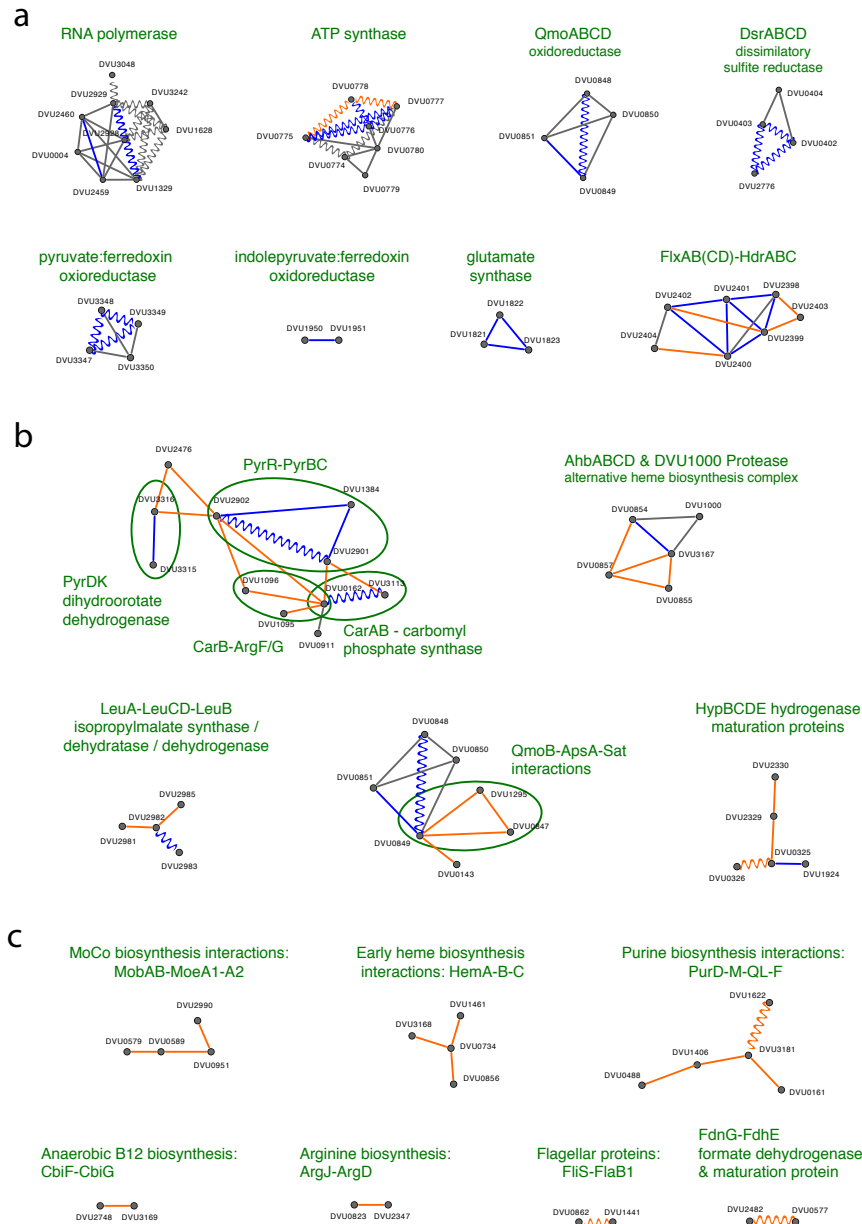 a
RNA polymerase
DVU3048
DVU2929
DVU3242
DVU2460
DVU2928
DVU1628
DVU0004
DVU2459
DVU1329
ATP synthase
DVU0778
DVU0777
DVU0775
DVU0776
DVU0780
DVU0774
DVU0779
QmoABCD
oxidoreductase
DVU0848
DVU0850
DVU0851
DVU0849
DsrABCD
dissimilatory
sulfite reductase
DVU0404
DVU0403
DVU0402
DVU2776
pyruvate:ferredoxin
oxioreductase
DVU3348
DVU3349
DVU3347
DVU3350
indolepyruvate:ferredoxin
oxidoreductase
DVU1950
DVU1951
glutamate
synthase
DVU1822
DVU1821
DVU1823
FlxAB(CD)-HdrABC
DVU2401
DVU2398
DVU2402
DVU2403
DVU2404
DVU2399
DVU2400
b
DVU2476
PyrR-PyrBC
DVU3316
DVU2902
DVU1384
DVU3315
DVU2901
PyrDK
dihydroorotate
dehydrogenase
DVU1096
DVU0162
DVU3113
DVU1095
DVU0911
CarB-ArgF/G
CarAB - carbomyl
phosphate synthase
AhbABCD & DVU1000 Protease
alternative heme biosynthesis complex
DVU0854
DVU1000
DVU3167
DVU0857
DVU0855
LeuA-LeuCD-LeuB
isopropylmalate synthase /
dehydratase / dehydrogenase
DVU2985
DVU2982
DVU2981
DVU2983
DVU0848
DVU0850
DVU0851
QmoB-ApsA-Sat
interactions
DVU1295
DVU0847
DVU0849
DVU0143
HypBCDE hydrogenase
maturation proteins
DVU2330
DVU2329
DVU0325
DVU0326
DVU1924
c
MoCo biosynthesis interactions:
MobAB-MoeA1-A2
DVU2990
DVU0579
DVU0589
DVU0951
Early heme biosynthesis
interactions: HemA-B-C
DVU1461
DVU3168
DVU0734
DVU0856
Purine biosynthesis interactions:
PurD-M-QL-F
DVU1622
DVU1406
DVU3181
DVU0488
DVU0161
Anaerobic B12 biosynthesis:
CbiF-CbiG
DVU2748
DVU3169
Arginine biosynthesis:
ArgJ-ArgD
DVU0823
DVU2347
Flagellar proteins:
FliS-FlaB1
DVU0862
DVU1441
FdnG-FdhE
formate dehydrogenase
& maturation protein
DVU2482
DVU0577